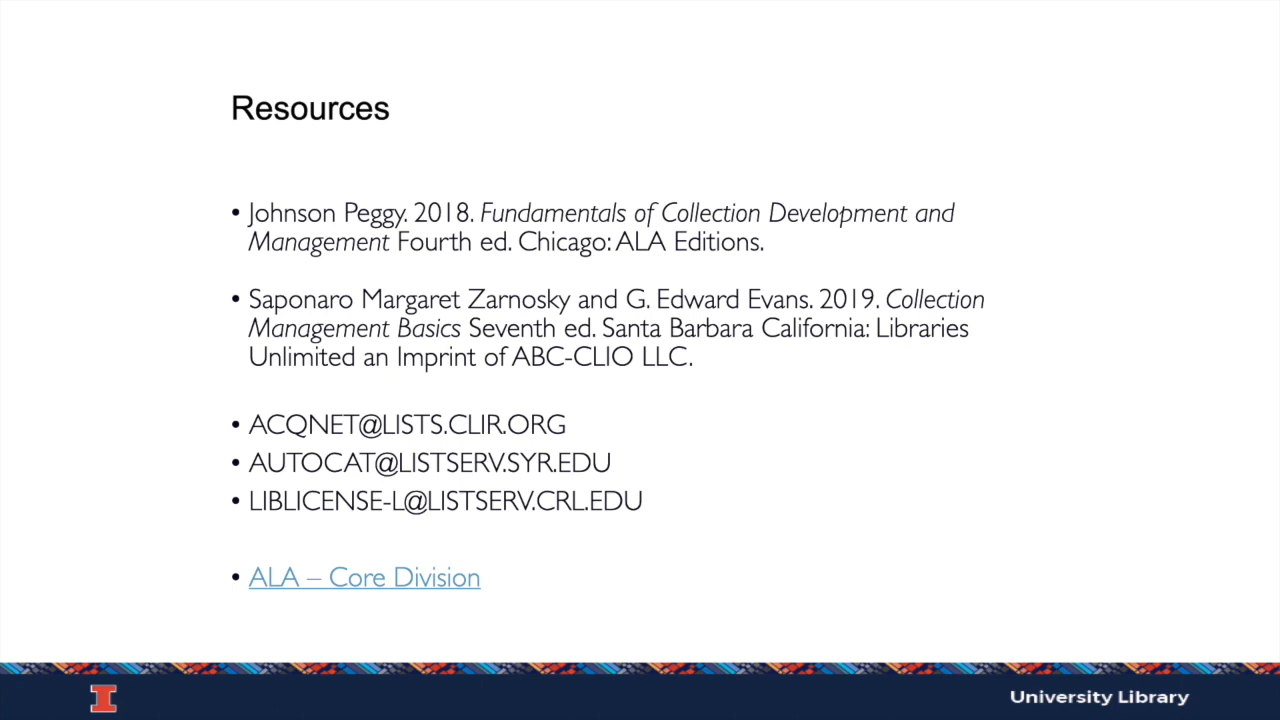 Resources
• Johnson Peggy. 2018. Fundamentals of Collection Development and
Management Fourth ed. Chicago: ALA Editions.
• Saponaro Margaret Zarnosky and G. Edward Evans. 2019. Collection
Management Basics Seventh ed. Santa Barbara California: Libraries
Unlimited an Imprint of ABC-CLIO LLC.
• ACQNET@LISTS.CLIR.ORG
• AUTOCAT@LISTSERV.SYR.EDU
• LIBLICENSE-L@LISTSERV.CRL.EDU
• ALA – Core Division
I
University Library